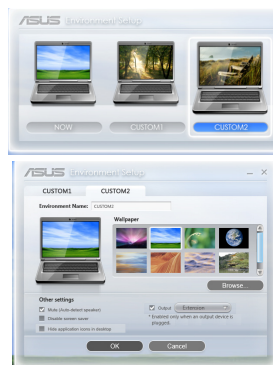 ASUS Environment Setup
NOW
CUSTOM1
CUSTOM2
ASUS Environment Setup
CUSTOM1
CUSTOM2
Environment Name: CUSTOM2
Wallpaper
Browse...
Other settings
Mute (Auto-detect speaker)
Disable screen saver
Hide application icons in desktop
Output
Extension
* Enabled only when an output device is
plugged.
OK
Cancel